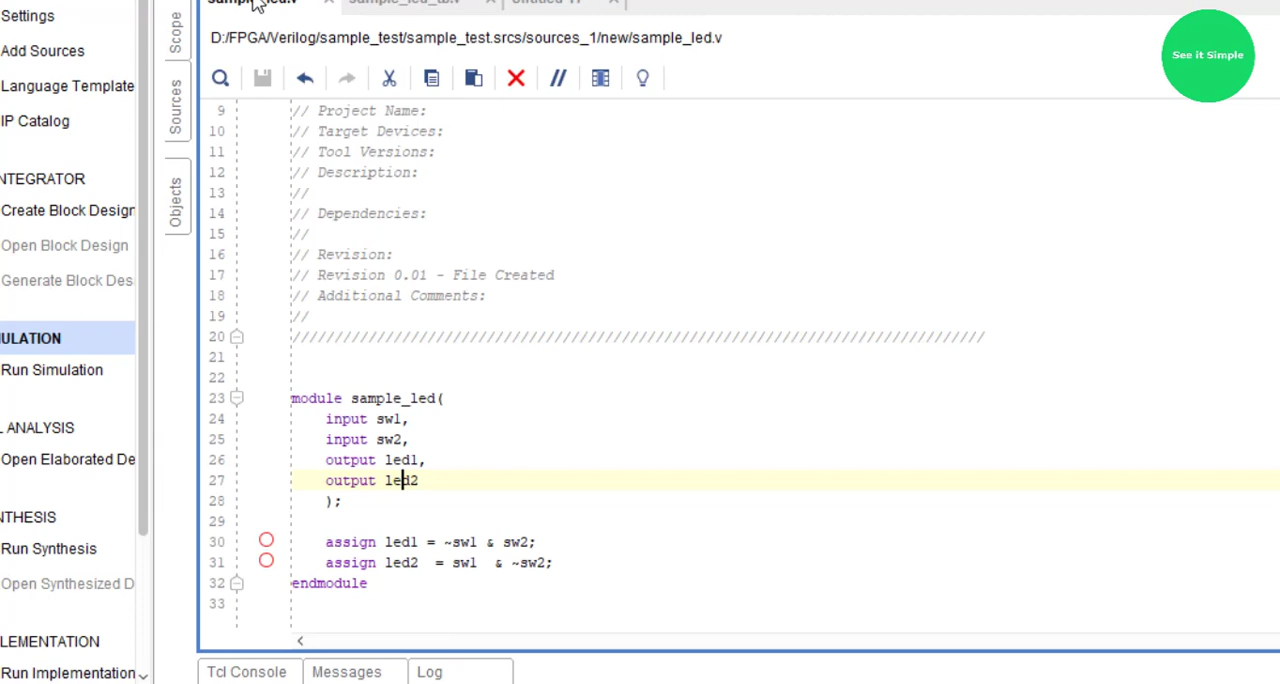 Settings
Add Sources
Language Template
IP Catalog
NTEGRATOR
Create Block Design
Open Block Design
Generate Block Des
ULATION
Run Simulation
L ANALYSIS
Open Elaborated De
NTHESIS
Run Synthesis
Open Synthesized D
LEMENTATION
Run Implementation
Scope
Sources
Objects
D:/FPGA/Verilog/sample_test/sample_test.srcs/sources_1/new/sample_led.v
See it Simple
9 // Project Name:
10 // Target Devices:
11 // Tool Versions:
12 // Description:
13 //
14 // Dependencies:
15 //
16 // Revision:
17 // Revision 0.01 - File Created
18 // Additional Comments:
19 //
20 //////////////////////////////////////////////////////////////////////////////////
21
22
23 module sample_led(
24 input sw1,
25 input sw2,
26 output led1,
27 output led2
28 );
29
30 assign led1 = ~sw1 & sw2;
31 assign led2  = sw1  & ~sw2;
32 endmodule
33
Tcl Console
Messages
Log